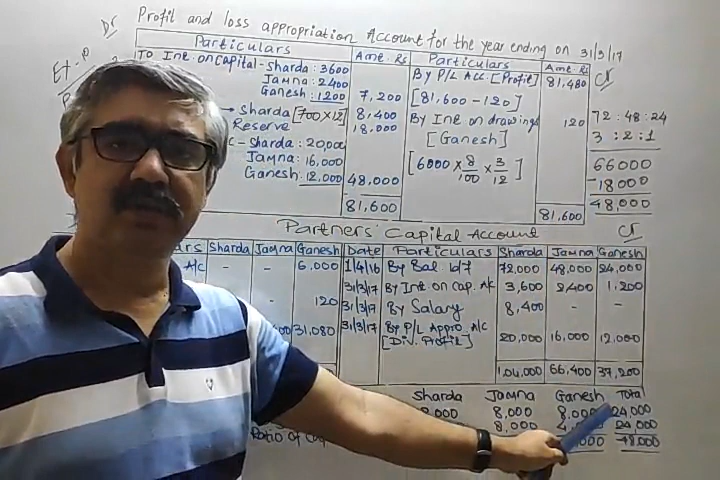 Dr Profit and loss appropriation Account for the year ending on 31/3/17
Particulars Amt. Rs Particulars Amt. Rs Cr
To Int. on Capital - Sharda: 3600
Jamna: 2400
Ganesh: 1200 7,200
→ Sharda [700×12] 8,400
Reserve 18,000
- Sharda: 20,000
Jamna: 16,000
Ganesh: 12,000 48,000
81,600
By P/L Acc. [Profit] 81,480
[81,600 - 120]
By Int on drawings 120
[Ganesh]
[6000 × 8/100 × 3/12]
81,600
72 : 48 : 24
3 : 2 : 1
66000
-18000
48,000
Partners' Capital Account Cr
Sharda Jamna Ganesh Date Particulars Sharda Jamna Ganesh
A/c - - 6,000 1/4/16 By Bal. b/f 72,000 48,000 24,000
31/3/17 By Int on cap. A/c 3,600 2400 1,200
- 120 31/3/17 By Salary 8,400 - -
31,080 31/3/17 By P/L Appro. A/c 20,000 16,000 12,000
[Div. Profit]
1,04,000 66,400 37,200
Sharda Jamna Ganesh Total
8,000 8,000 24,000
8,000 24,000
48,000
Ratio of